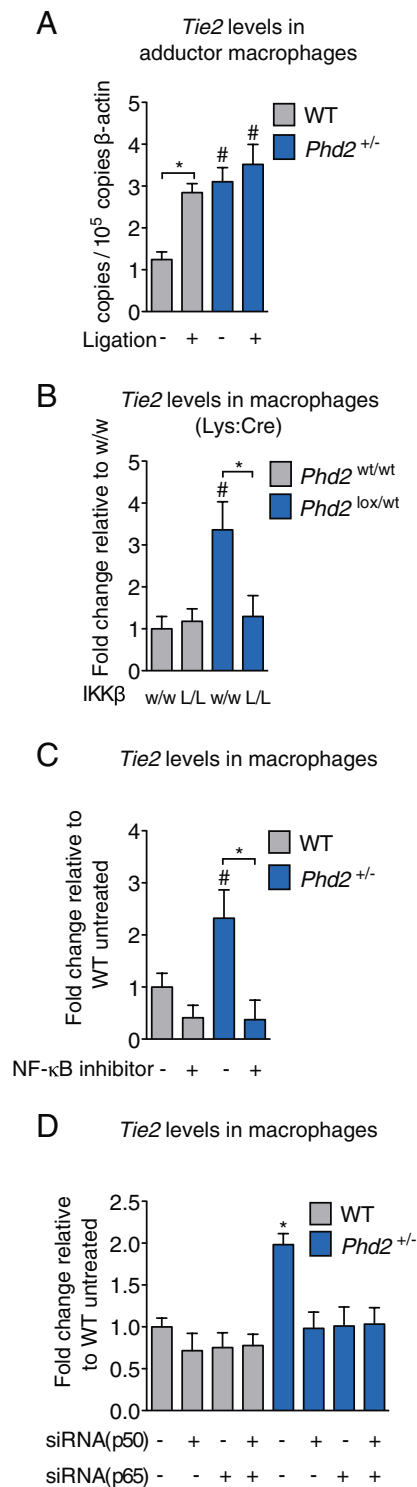 A
Tie2 levels in
adductor macrophages
copies / 10⁵ copies β-actin
5
4
3
2
1
0
*
#
#
WT
Phd2 +/-
Ligation - + - +
B
Tie2 levels in macrophages
(Lys:Cre)
Fold change relative to w/w
5
4
3
2
1
0
#
*
Phd2 wt/wt
Phd2 lox/wt
IKKβ w/w L/L w/w L/L
C
Tie2 levels in macrophages
Fold change relative to
WT untreated
4
3
2
1
0
#
*
WT
Phd2 +/-
NF-κB inhibitor - + - +
D
Tie2 levels in macrophages
Fold change relative
to WT untreated
2.5
2.0
1.5
1.0
0.5
0.0
*
WT
Phd2 +/-
siRNA(p50) - + - + - + - +
siRNA(p65) - - + + - - + +